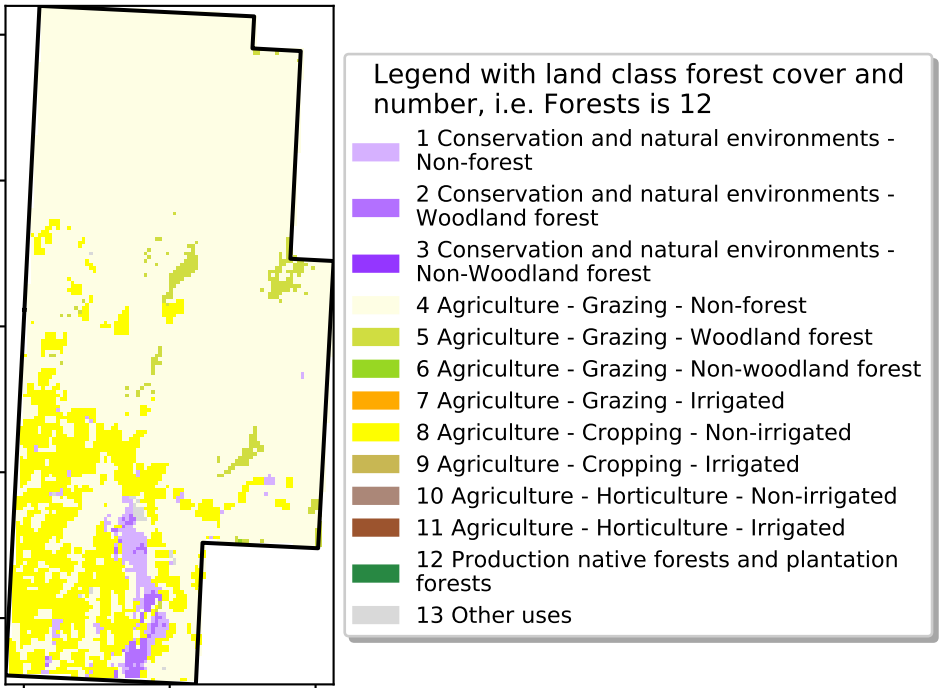 Legend with land class forest cover and
number, i.e. Forests is 12
1 Conservation and natural environments -
Non-forest
2 Conservation and natural environments -
Woodland forest
3 Conservation and natural environments -
Non-Woodland forest
4 Agriculture - Grazing - Non-forest
5 Agriculture - Grazing - Woodland forest
6 Agriculture - Grazing - Non-woodland forest
7 Agriculture - Grazing - Irrigated
8 Agriculture - Cropping - Non-irrigated
9 Agriculture - Cropping - Irrigated
10 Agriculture - Horticulture - Non-irrigated
11 Agriculture - Horticulture - Irrigated
12 Production native forests and plantation
forests
13 Other uses